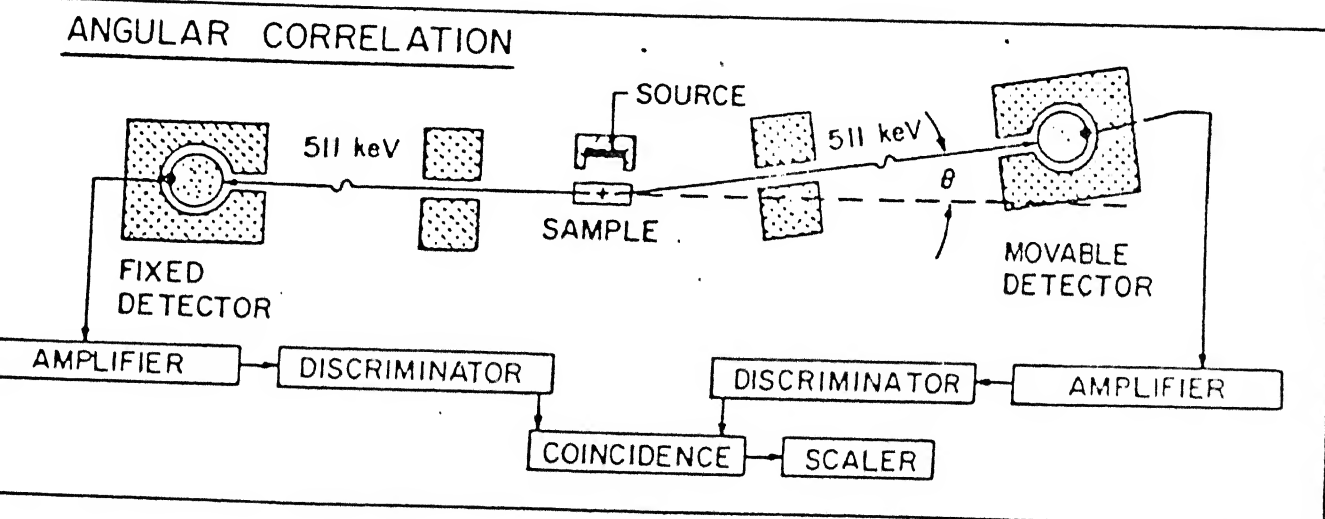 ANGULAR CORRELATION
SOURCE
511 keV
511 keV
θ
SAMPLE
FIXED
DETECTOR
MOVABLE
DETECTOR
AMPLIFIER
DISCRIMINATOR
DISCRIMINATOR
AMPLIFIER
COINCIDENCE
SCALER